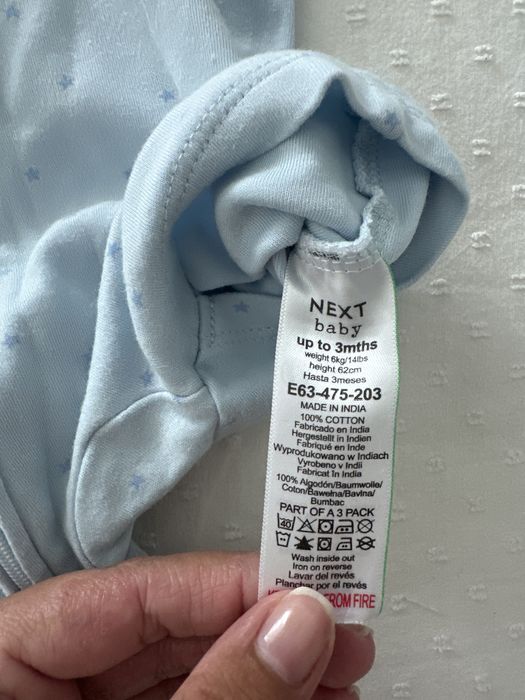 NEXT
baby
up to 3mths
weight 6kg/14lbs
height 62cm
Hasta 3meses
E63-475-203
MADE IN INDIA
100% COTTON
Fabricado en India
Hergestellt in Indien
Fabriqué en Inde
Wyprodukowano w Indiach
Vyrobeno v Indii
Fabricat în India
100% Algodón/Baumwolle/
Coton/Bawełna/Bavlna/
Bumbac
PART OF A 3 PACK
40
Wash inside out
Iron on reverse
Lavar del revés
Planchar por el revés
FROM FIRE